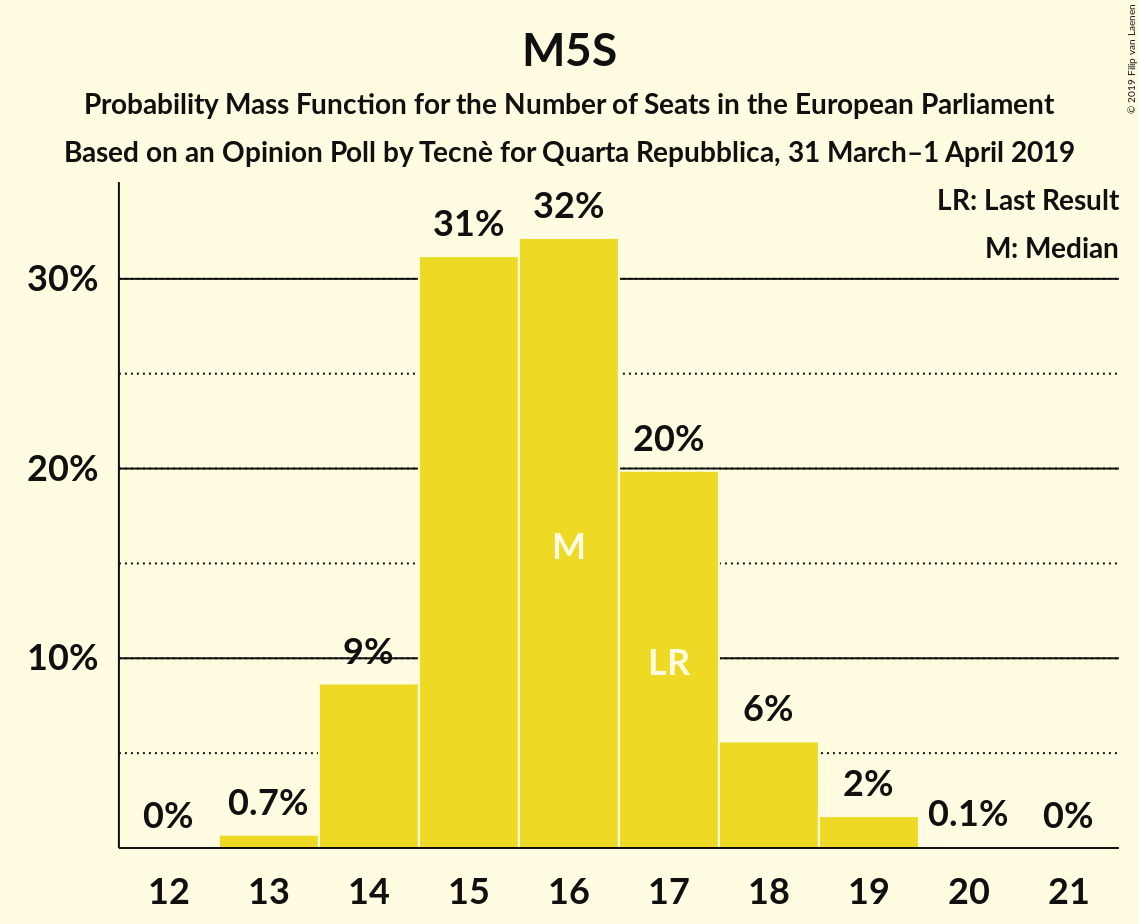 M5S
Probability Mass Function for the Number of Seats in the European Parliament
Based on an Opinion Poll by Tecnè for Quarta Repubblica, 31 March–1 April 2019
© 2019 Filip van Laenen
LR: Last Result
M: Median
30%
20%
10%
0%
0.7%
9%
31%
32%
20%
6%
2%
0.1%
0%
M
LR
12 13 14 15 16 17 18 19 20 21